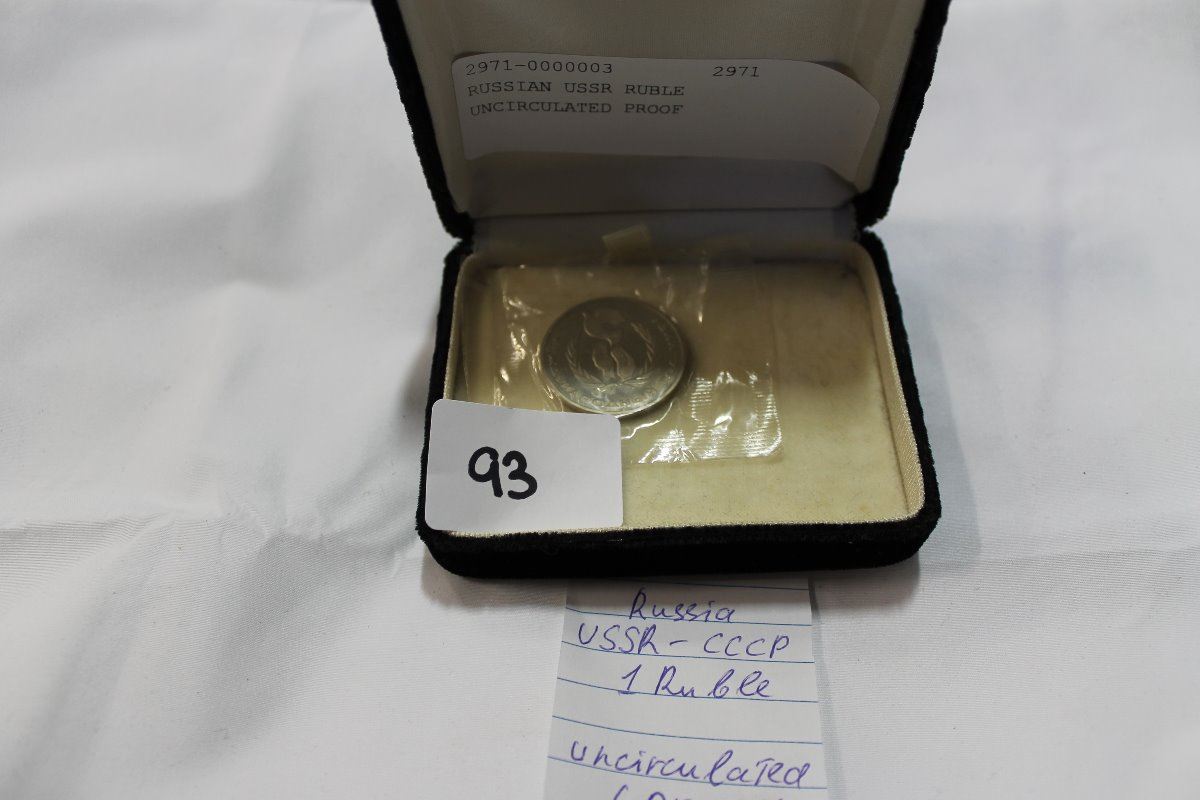 2971-0000003 2971
RUSSIAN USSR RUBLE
UNCIRCULATED PROOF
93
Russia
USSR - CCCP
1 Ruble
uncirculated